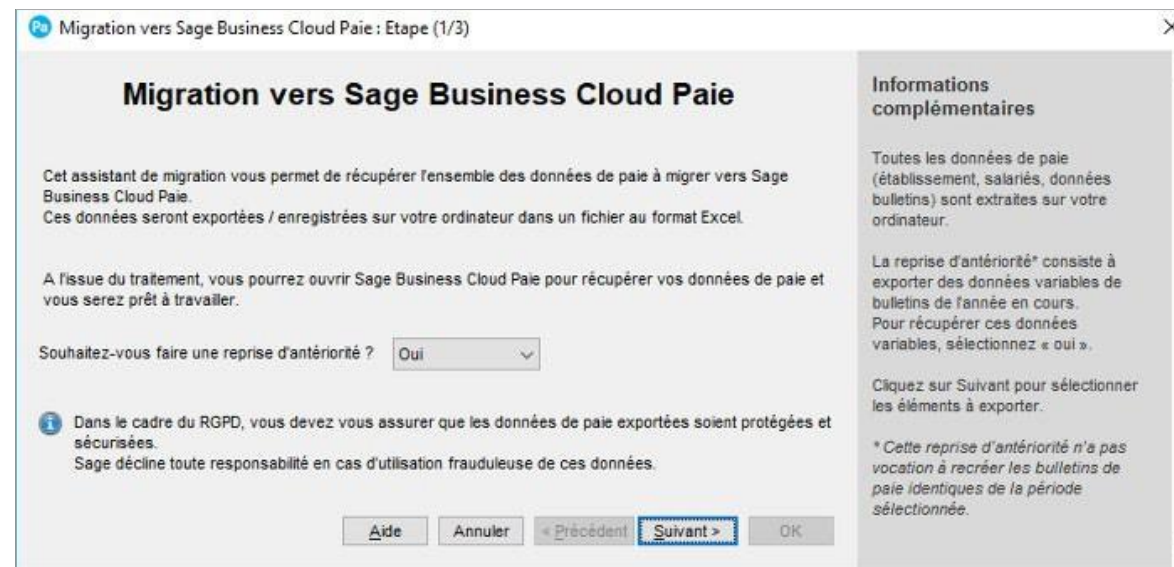 Pa Migration vers Sage Business Cloud Paie : Etape (1/3)
Migration vers Sage Business Cloud Paie
Cet assistant de migration vous permet de récupérer l'ensemble des données de paie à migrer vers Sage
Business Cloud Paie.
Ces données seront exportées / enregistrées sur votre ordinateur dans un fichier au format Excel.
A l'issue du traitement, vous pourrez ouvrir Sage Business Cloud Paie pour récupérer vos données de paie et
vous serez prêt à travailler.
Souhaitez-vous faire une reprise d'antériorité ? Oui
Dans le cadre du RGPD, vous devez vous assurer que les données de paie exportées soient protégées et
sécurisées.
Sage décline toute responsabilité en cas d'utilisation frauduleuse de ces données.
Aide Annuler < Précédent Suivant > OK
Informations
complémentaires
Toutes les données de paie
(établissement, salariés, données
bulletins) sont extraites sur votre
ordinateur.
La reprise d'antériorité* consiste à
exporter des données variables de
bulletins de l'année en cours.
Pour récupérer ces données
variables, sélectionnez « oui ».
Cliquez sur Suivant pour sélectionner
les éléments à exporter.
* Cette reprise d'antériorité n'a pas
vocation à recréer les bulletins de
paie identiques de la période
sélectionnée.